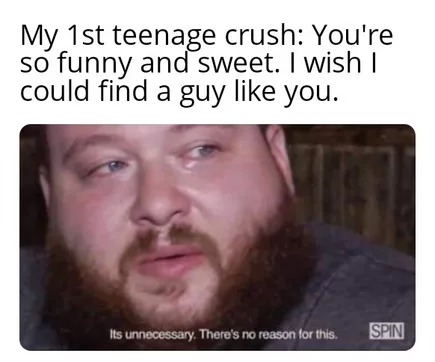 My 1st teenage crush: You're
so funny and sweet. I wish I
could find a guy like you.
Its unnecessary. There's no reason for this.
SPIN